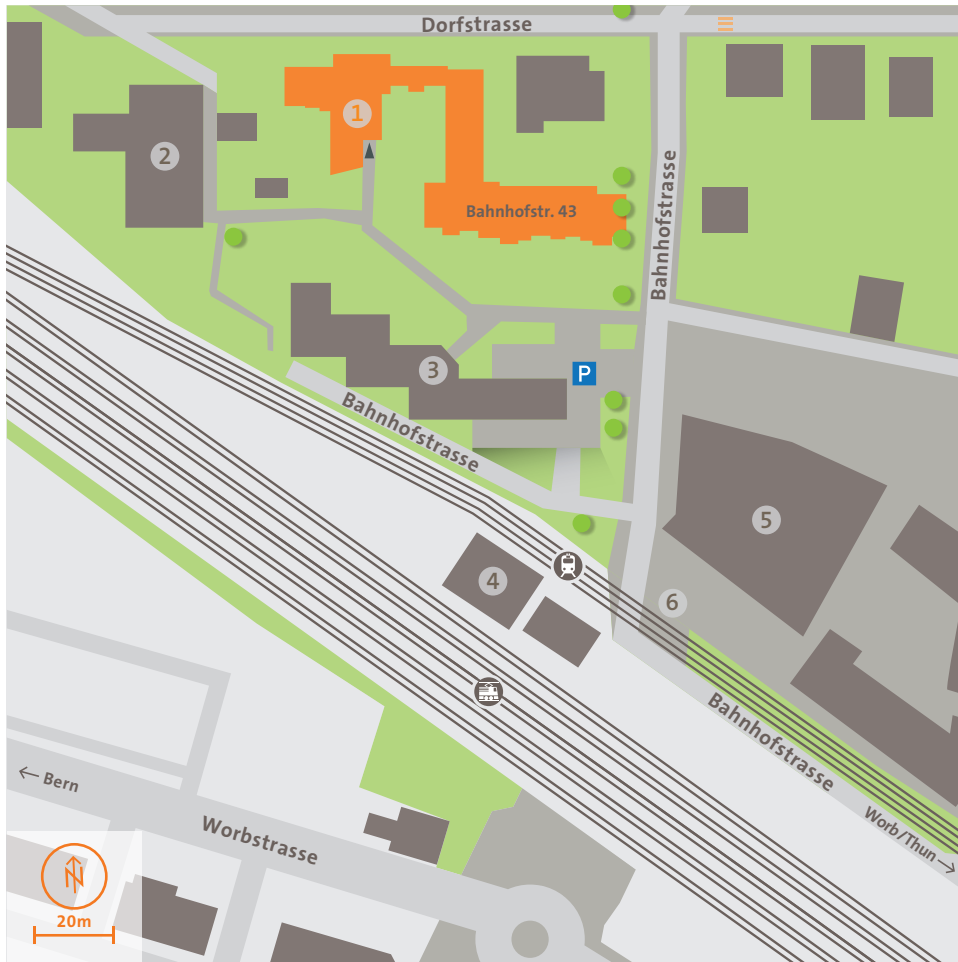 Dorfstrasse
1
2
Bahnhofstr. 43
Bahnhofstrasse
3
P
Bahnhofstrasse
5
4
6
Bahnhofstrasse
← Bern
Worbstrasse
Worb/Thun →
N
20m